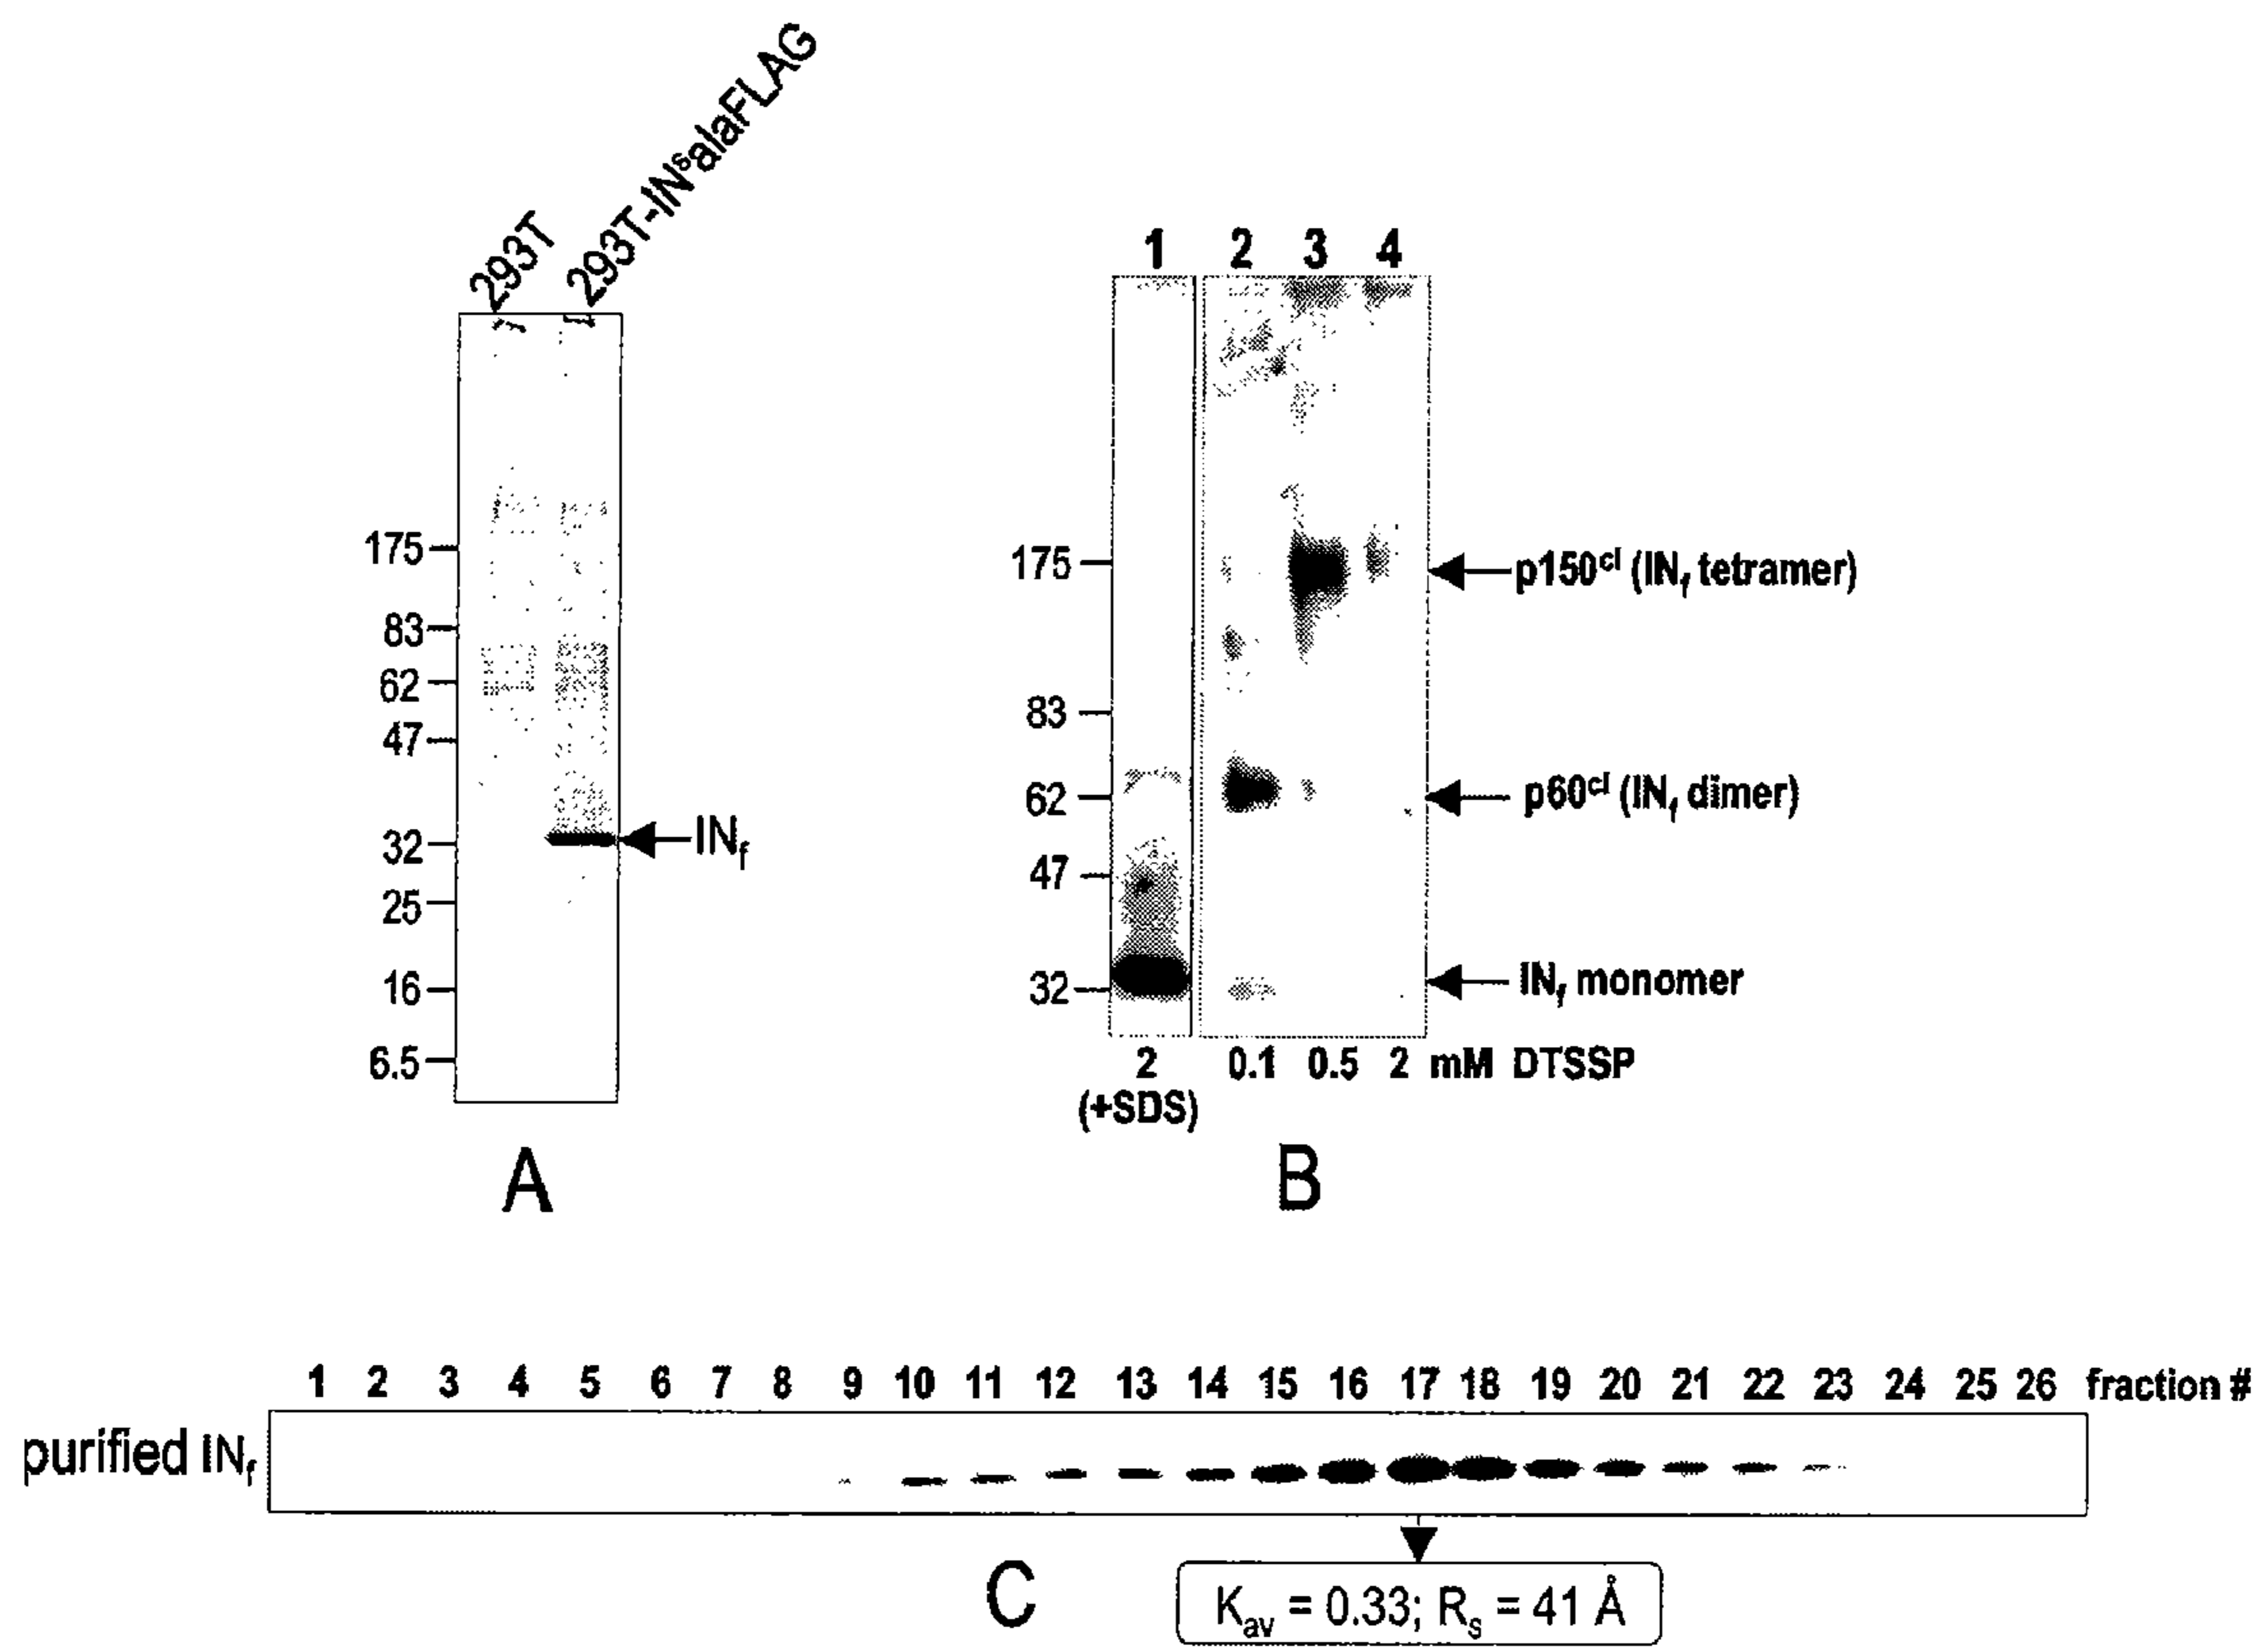 293T
293T-INˢalaFLAG
175
83
62
47
32
25
16
6.5
INf
A
1 2 3 4
175
83
62
47
32
p150ᶜˡ (INf tetramer)
p60ᶜˡ (INf dimer)
INf monomer
2 0.1 0.5 2 mM DTSSP
(+SDS)
B
1 2 3 4 5 6 7 8 9 10 11 12 13 14 15 16 17 18 19 20 21 22 23 24 25 26 fraction #
purified INf
C
Kav = 0.33; Rs = 41 Å